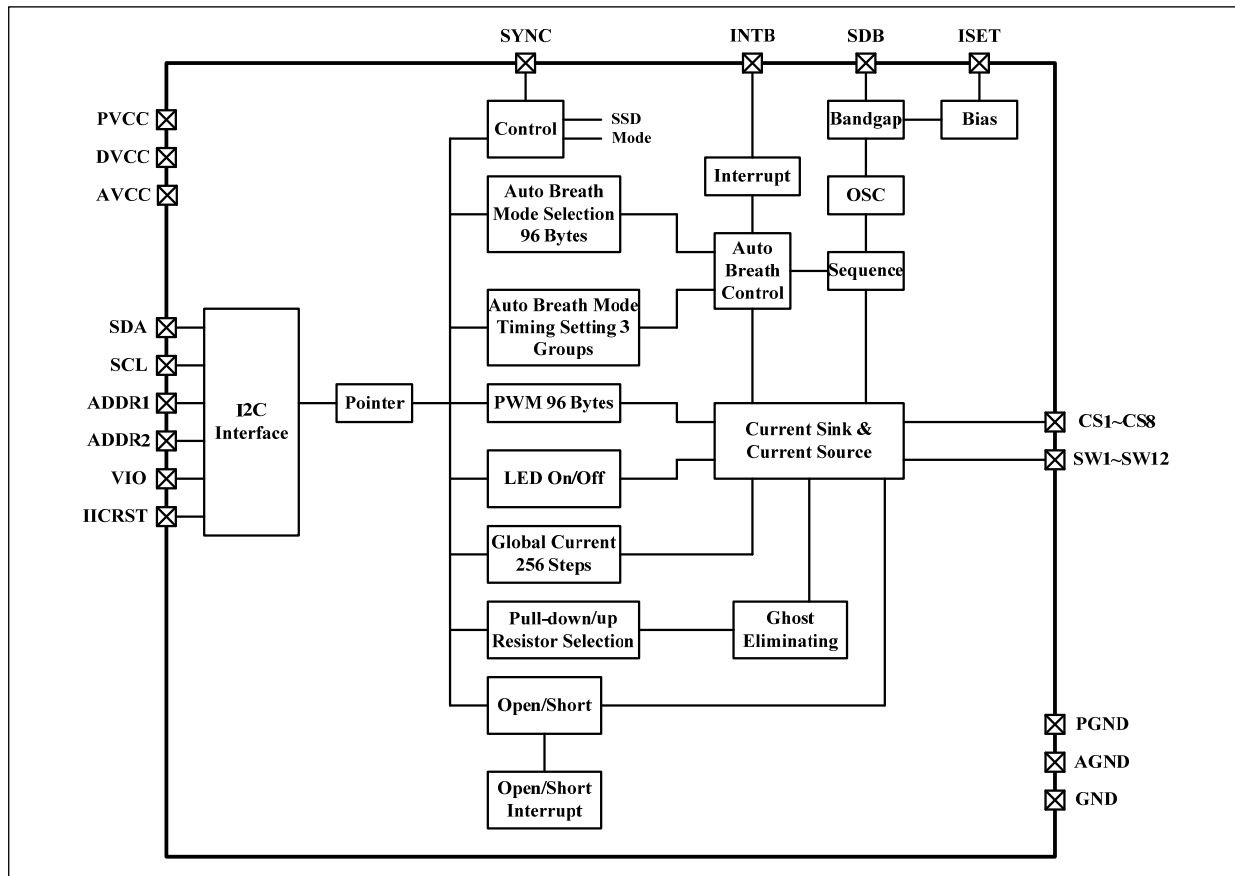 SYNC
INTB
SDB
ISET
PVCC
DVCC
AVCC
Control
SSD
Mode
Bandgap
Bias
Interrupt
Auto Breath
Mode Selection
96 Bytes
OSC
Auto
Breath
Control
Sequence
Auto Breath Mode
Timing Setting 3
Groups
SDA
SCL
ADDR1
ADDR2
VIO
IICRST
I2C
Interface
Pointer
PWM 96 Bytes
Current Sink &
Current Source
CS1~CS8
SW1~SW12
LED On/Off
Global Current
256 Steps
Pull-down/up
Resistor Selection
Ghost
Eliminating
Open/Short
Open/Short
Interrupt
PGND
AGND
GND